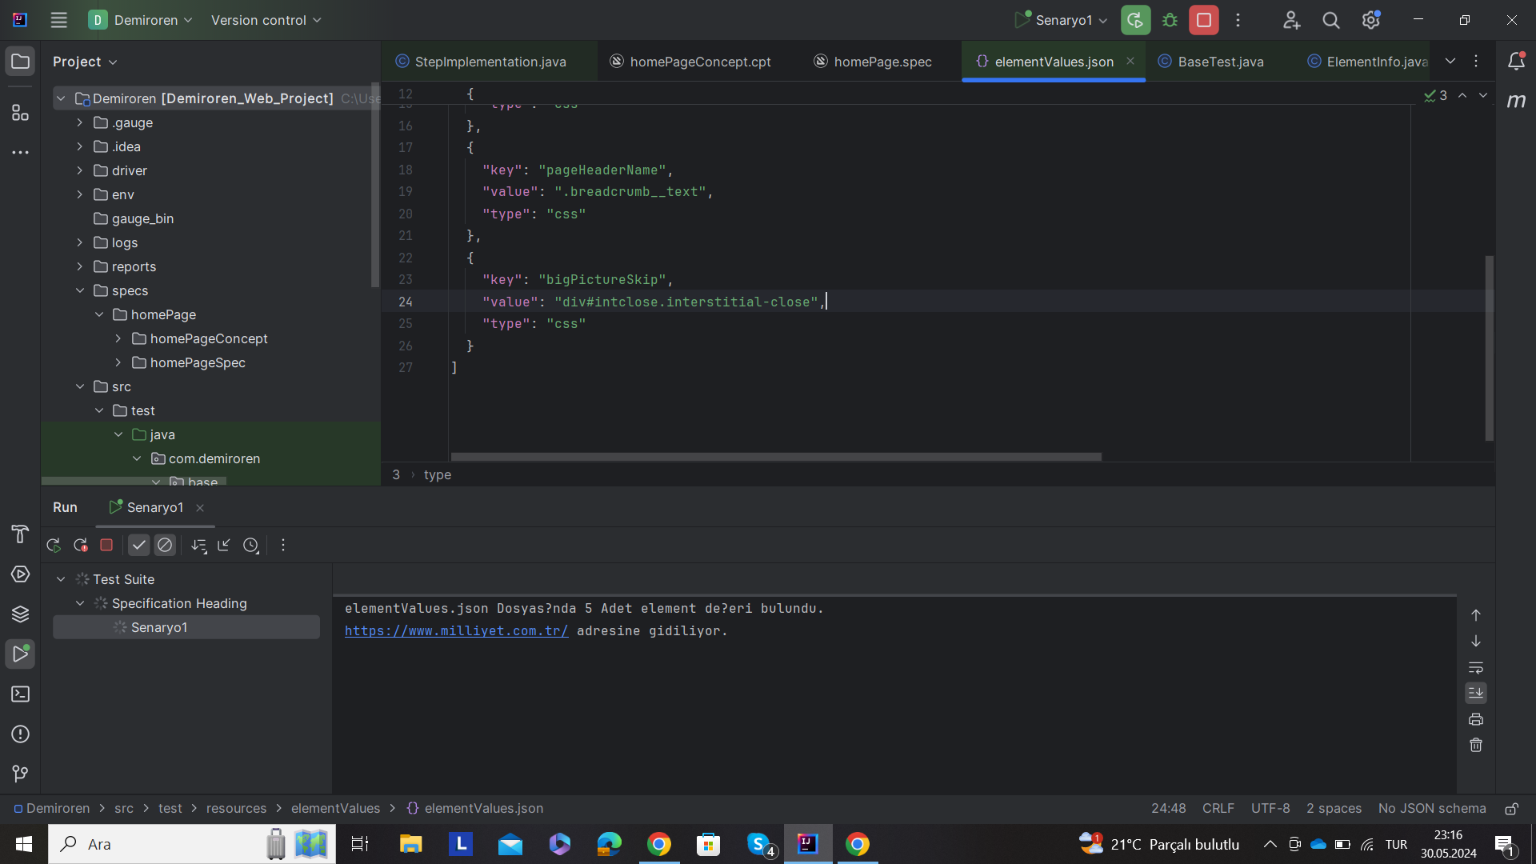 D Demiroren Version control Senaryo1
Project
StepImplementation.java homePageConcept.cpt homePage.spec elementValues.json BaseTest.java ElementInfo.java
Demiroren [Demiroren_Web_Project] C:\Use
.gauge
.idea
driver
env
gauge_bin
logs
reports
specs
homePage
homePageConcept
homePageSpec
src
test
java
com.demiroren
base
12 {
3
16 },
17 {
18 "key": "pageHeaderName",
19 "value": ".breadcrumb__text",
20 "type": "css"
21 },
22 {
23 "key": "bigPictureSkip",
24 "value": "div#intclose.interstitial-close",
25 "type": "css"
26 }
27 ]
3 › type
Run Senaryo1
Test Suite
Specification Heading
Senaryo1
elementValues.json Dosyas?nda 5 Adet element de?eri bulundu.
https://www.milliyet.com.tr/ adresine gidiliyor.
Demiroren > src > test > resources > elementValues > {} elementValues.json 24:48 CRLF UTF-8 2 spaces No JSON schema
Ara L S 4 1 21°C Parçalı bulutlu TUR 23:16
30.05.2024 1